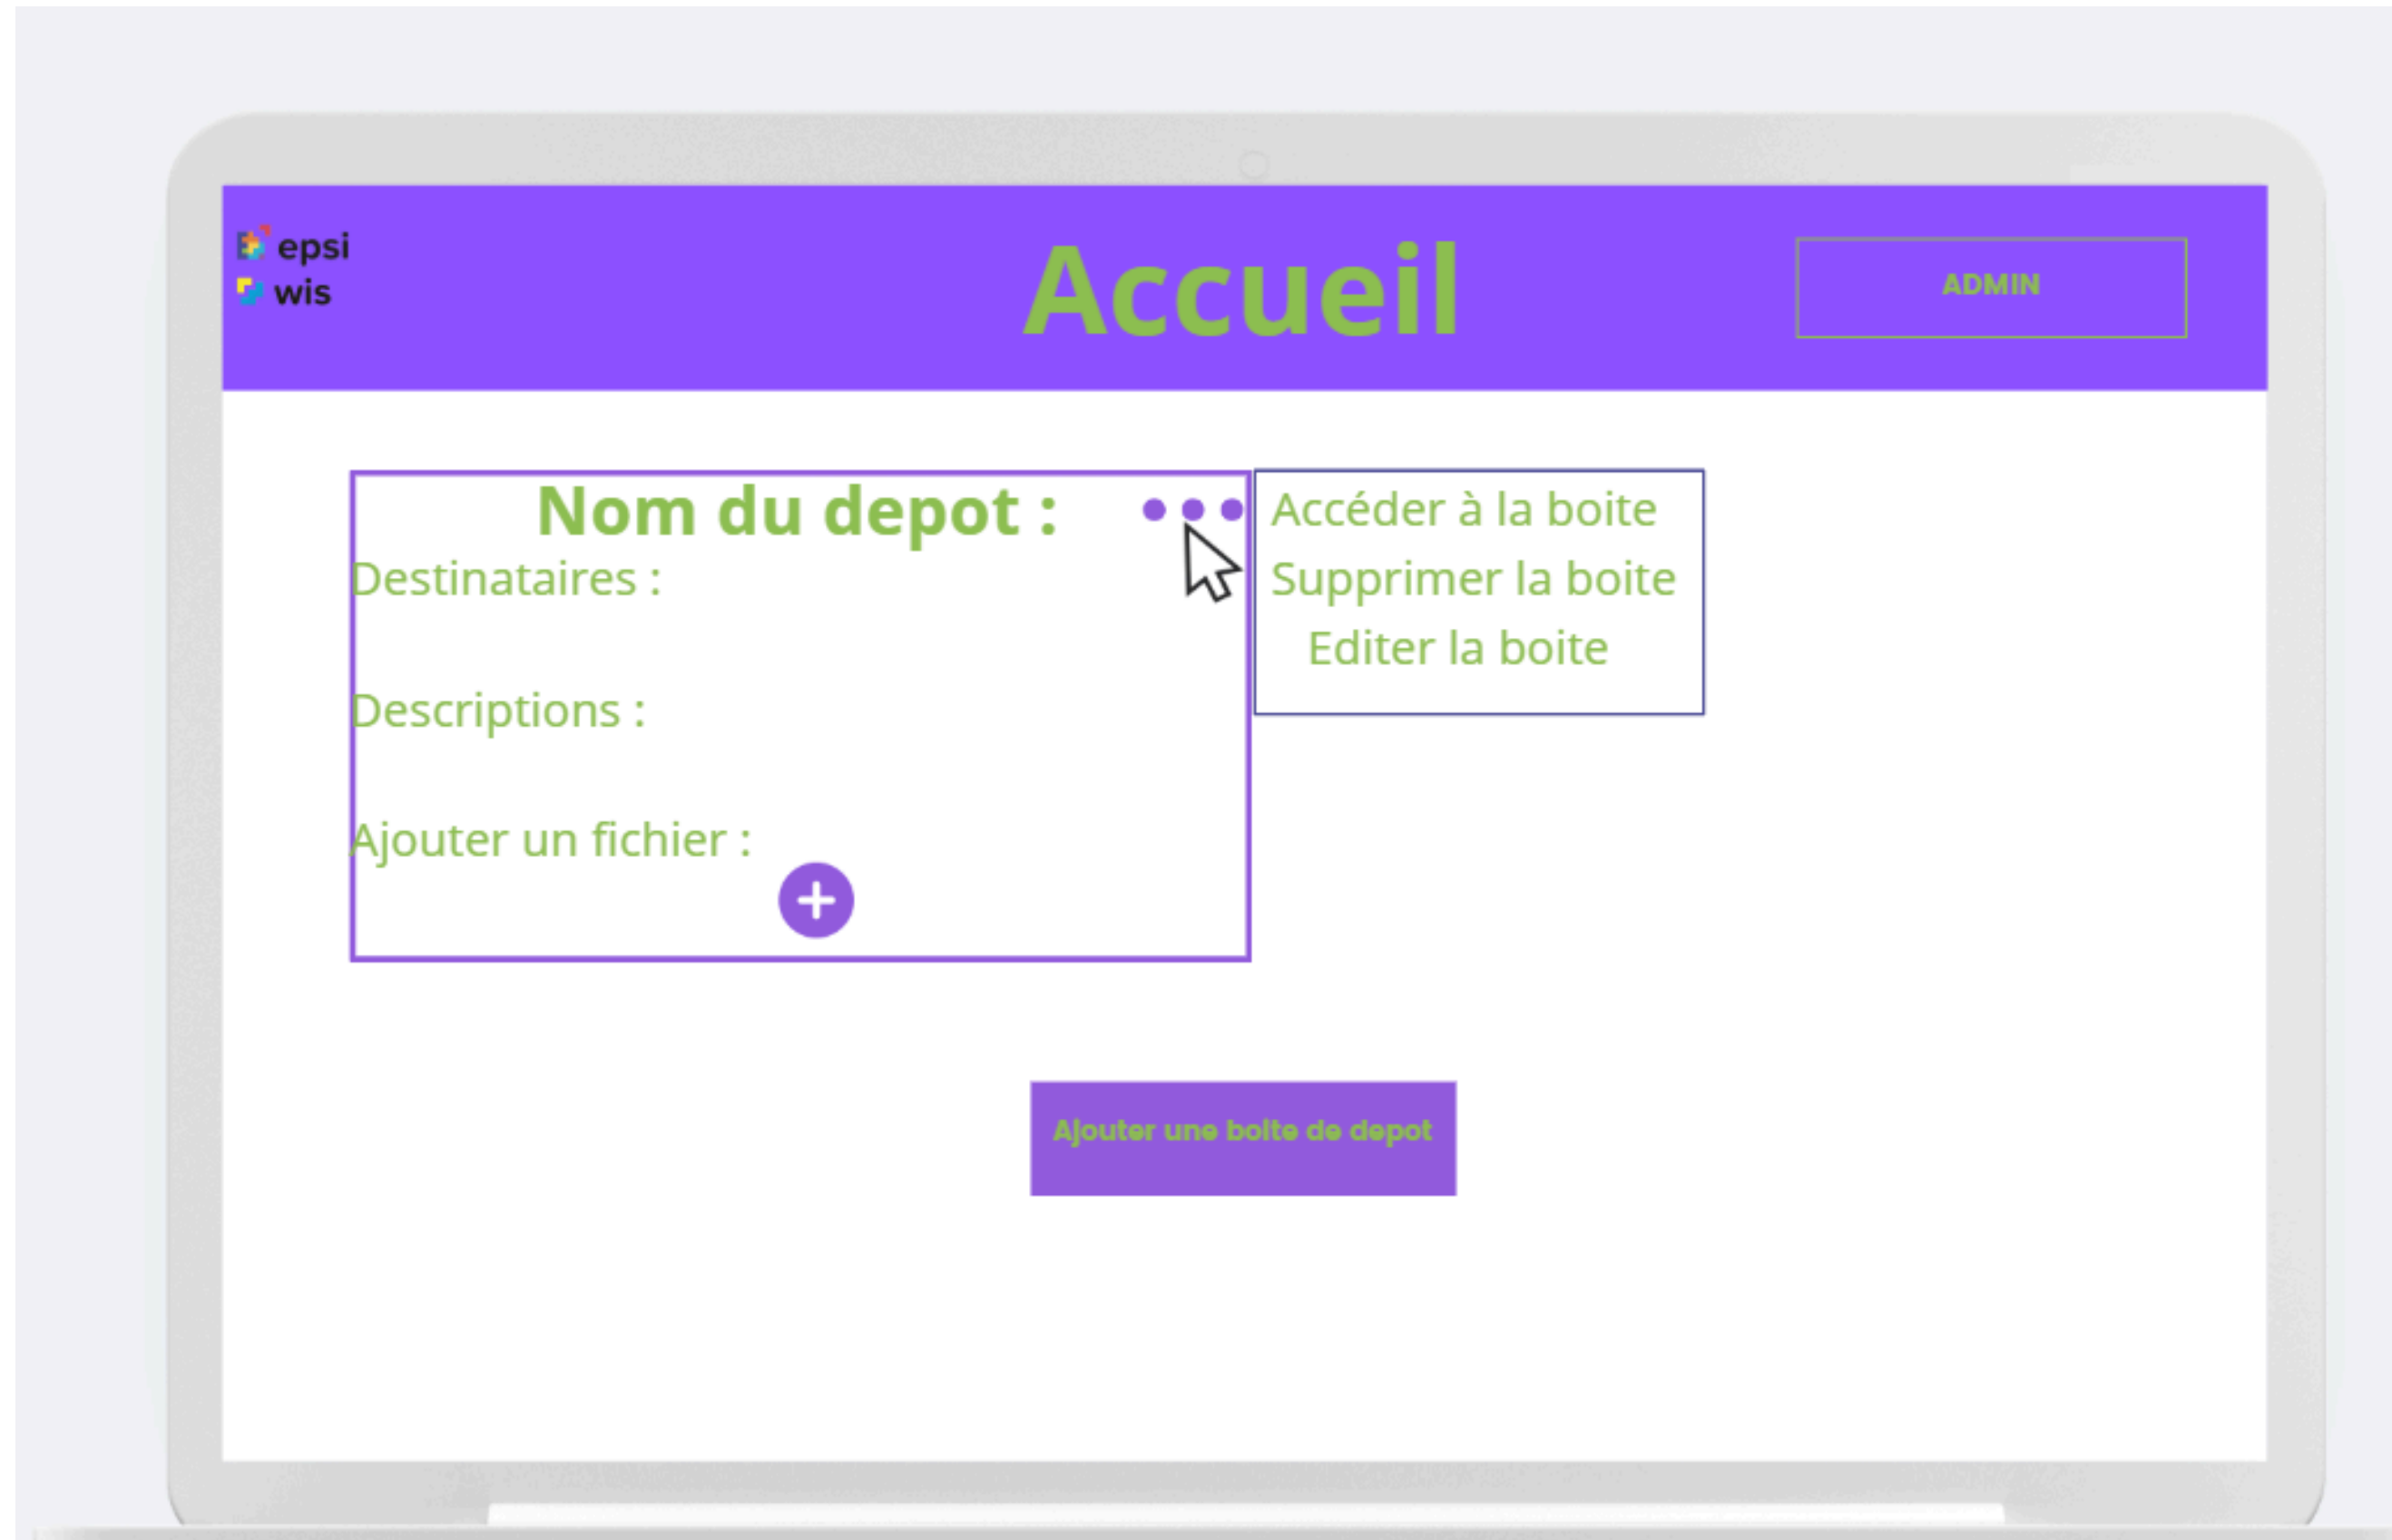 epsi
wis
Accueil
ADMIN
Nom du depot :
Destinataires :
Descriptions :
Ajouter un fichier :
Accéder à la boite
Supprimer la boite
Editer la boite
Ajouter une boite de depot